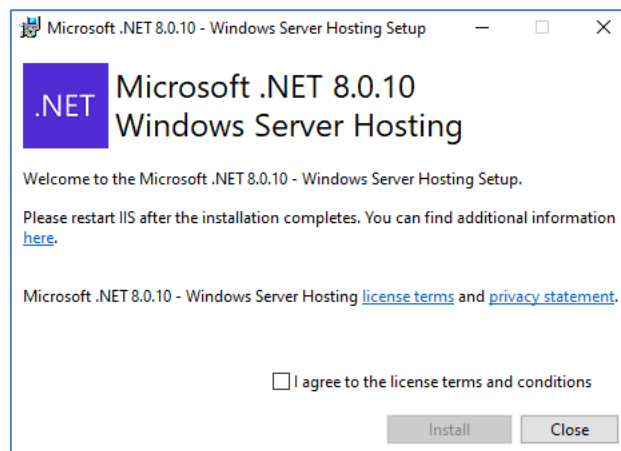 Microsoft .NET 8.0.10 - Windows Server Hosting Setup
.NET
Microsoft .NET 8.0.10
Windows Server Hosting
Welcome to the Microsoft .NET 8.0.10 - Windows Server Hosting Setup.
Please restart IIS after the installation completes. You can find additional information
here.
Microsoft .NET 8.0.10 - Windows Server Hosting license terms and privacy statement.
I agree to the license terms and conditions
Install
Close